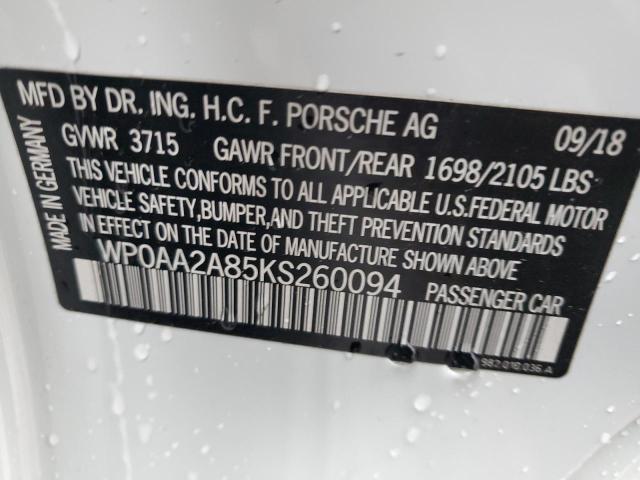 MFD BY DR. ING. H.C. F. PORSCHE AG 09/18
GVWR 3715 GAWR FRONT/REAR 1698/2105 LBS
THIS VEHICLE CONFORMS TO ALL APPLICABLE U.S.FEDERAL MOTOR
VEHICLE SAFETY,BUMPER,AND THEFT PREVENTION STANDARDS
IN EFFECT ON THE DATE OF MANUFACTURE SHOWN ABOVE
WP0AA2A85KS260094 PASSENGER CAR
982.016.036.A
MADE IN GERMANY